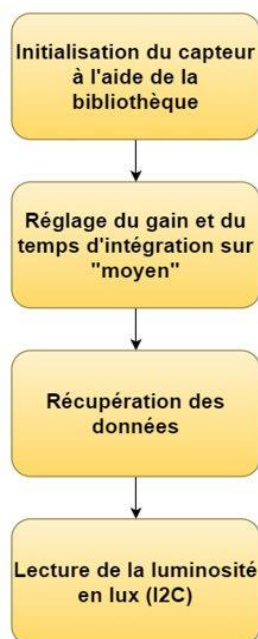 Initialisation du capteur
à l'aide de la
bibliothèque
Réglage du gain et du
temps d'intégration sur
"moyen"
Récupération des
données
Lecture de la luminosité
en lux (I2C)